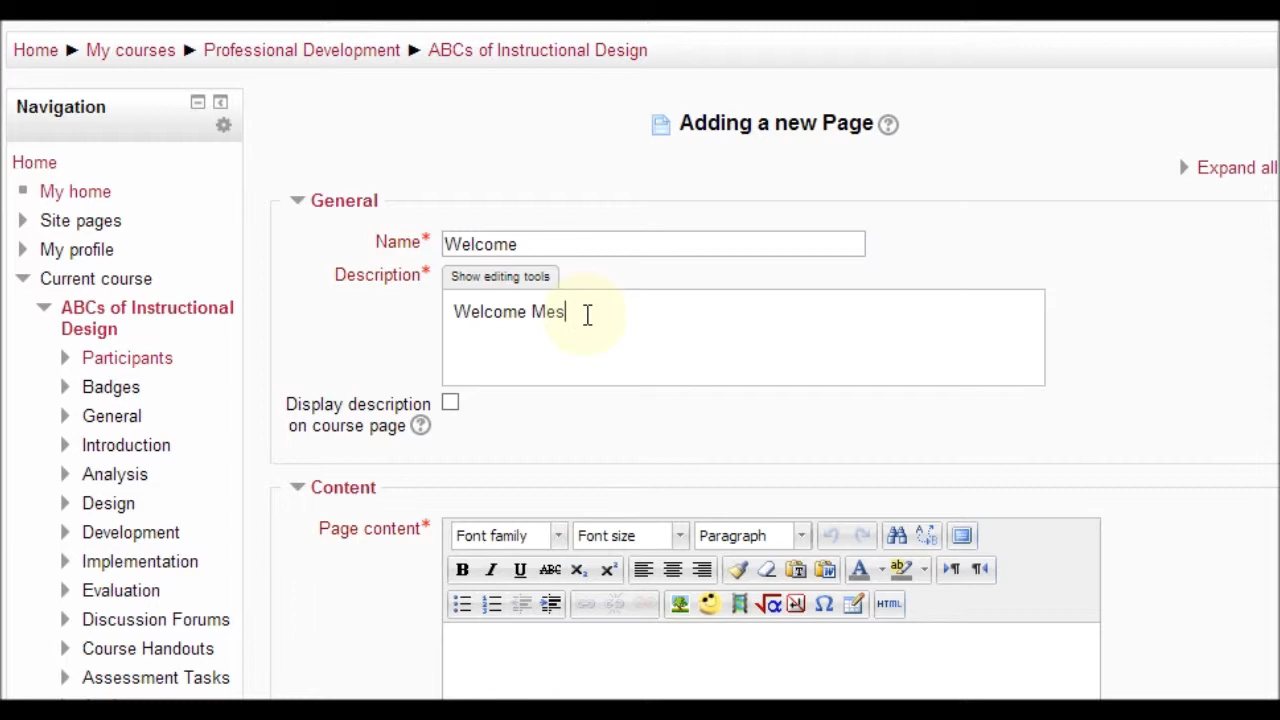 Home ▶ My courses ▶ Professional Development ▶ ABCs of Instructional Design
Navigation
Home
My home
Site pages
My profile
Current course
ABCs of Instructional
Design
Participants
Badges
General
Introduction
Analysis
Design
Development
Implementation
Evaluation
Discussion Forums
Course Handouts
Assessment Tasks
Adding a new Page
Expand all
General
Name*
Welcome
Description*
Show editing tools
Welcome Mes
Display description
on course page
Content
Page content*
Font family
Font size
Paragraph
HTML